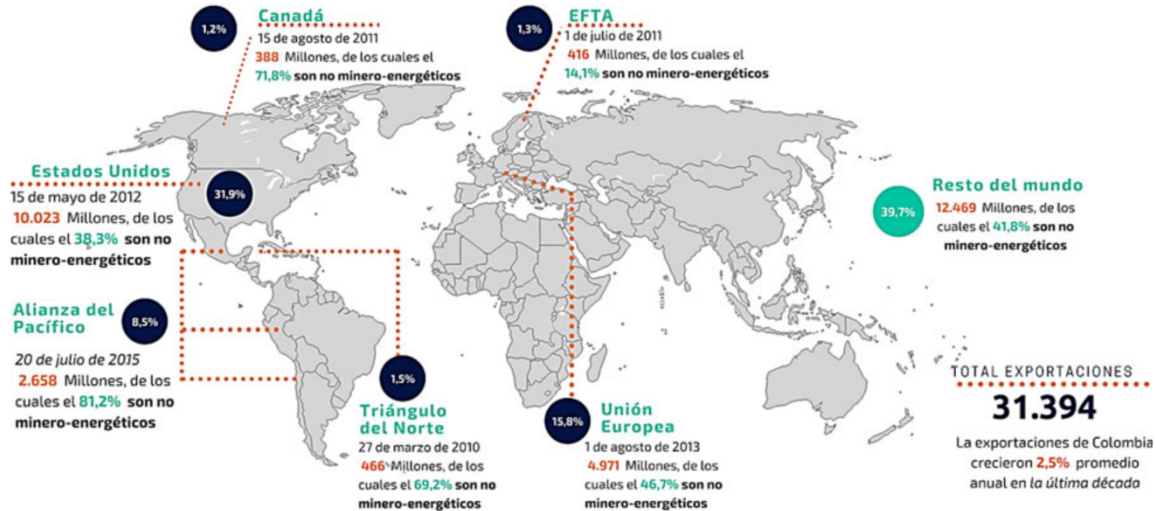 1,2%
Canadá
15 de agosto de 2011
388 Millones, de los cuales el
71,8% son no minero-energéticos
1,3%
EFTA
1 de julio de 2011
416 Millones, de los cuales el
14,1% son no minero-energéticos
Estados Unidos
31,9%
15 de mayo de 2012
10.023 Millones, de los
cuales el 38,3% son no
minero-energéticos
39,7%
Resto del mundo
12.469 Millones, de los
cuales el 41,8% son no
minero-energéticos
Alianza del
Pacífico
8,5%
20 de julio de 2015
2.658 Millones, de los
cuales el 81,2% son no
minero-energéticos
1,5%
Triángulo
del Norte
27 de marzo de 2010
466 Millones, de los
cuales el 69,2% son no
minero-energéticos
15,8%
Unión
Europea
1 de agosto de 2013
4.971 Millones, de los
cuales el 46,7% son no
minero-energéticos
TOTAL EXPORTACIONES
31.394
La exportaciones de Colombia
crecieron 2,5% promedio
anual en la última década